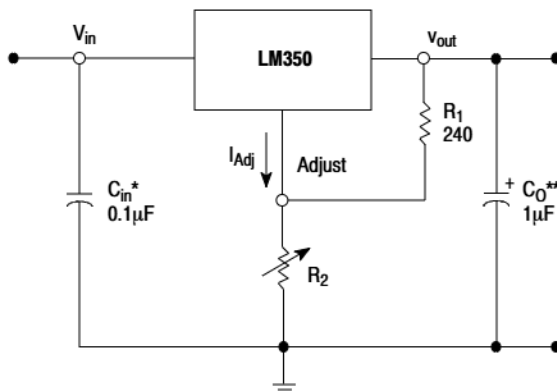 Vin
LM350
vout
R1
240
IAdj
Adjust
Cin*
0.1µF
+
CO**
1µF
R2